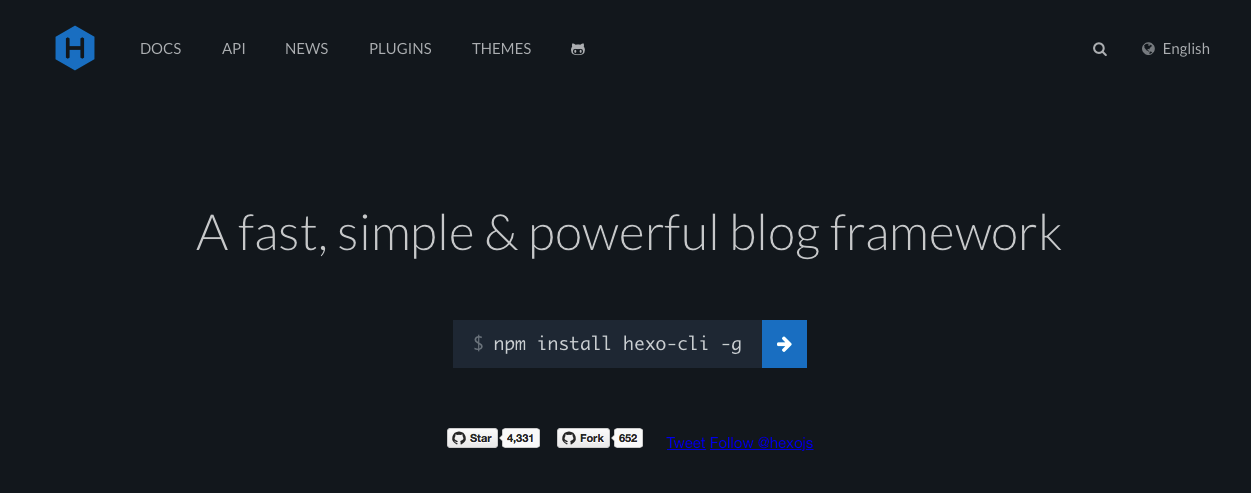 H
DOCS API NEWS PLUGINS THEMES
English
A fast, simple & powerful blog framework
$ npm install hexo-cli -g
Star 4,331 Fork 652 Tweet Follow @hexojs